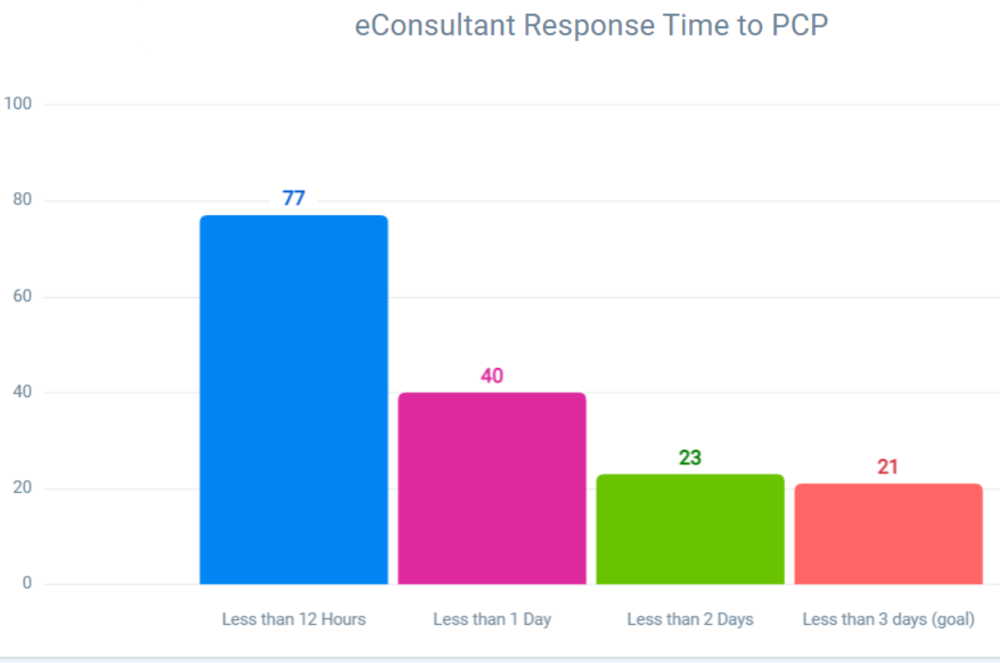 eConsultant Response Time to PCP
100
80
60
40
20
0
77
40
23
21
Less than 12 Hours
Less than 1 Day
Less than 2 Days
Less than 3 days (goal)